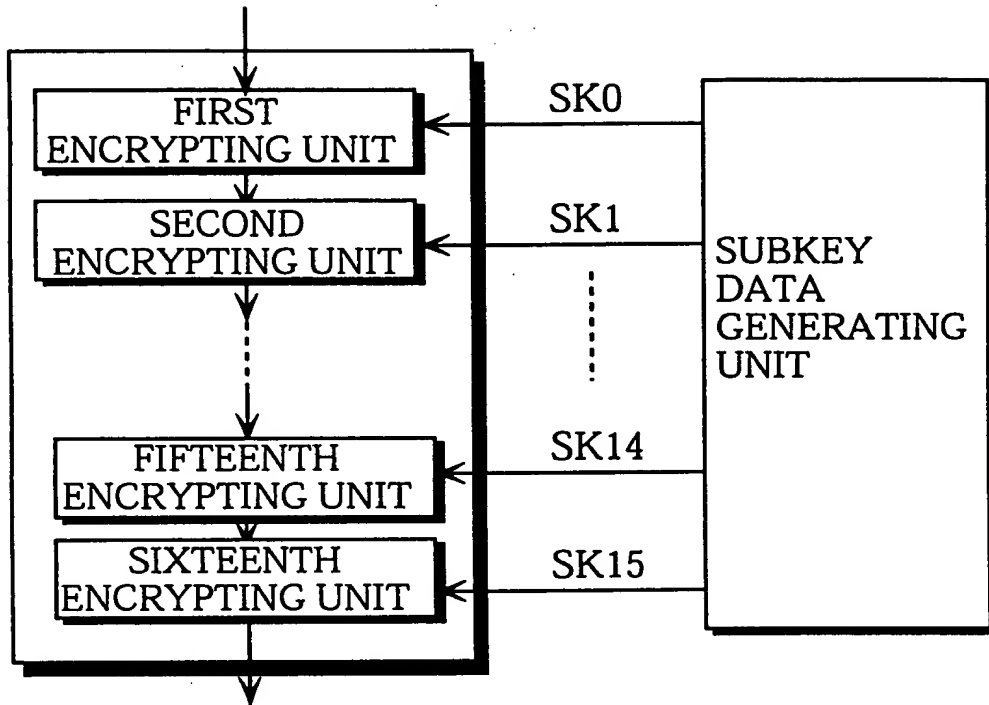 FIRST
ENCRYPTING UNIT
SK0
SECOND
ENCRYPTING UNIT
SK1
SUBKEY
DATA
GENERATING
UNIT
FIFTEENTH
ENCRYPTING UNIT
SK14
SIXTEENTH
ENCRYPTING UNIT
SK15